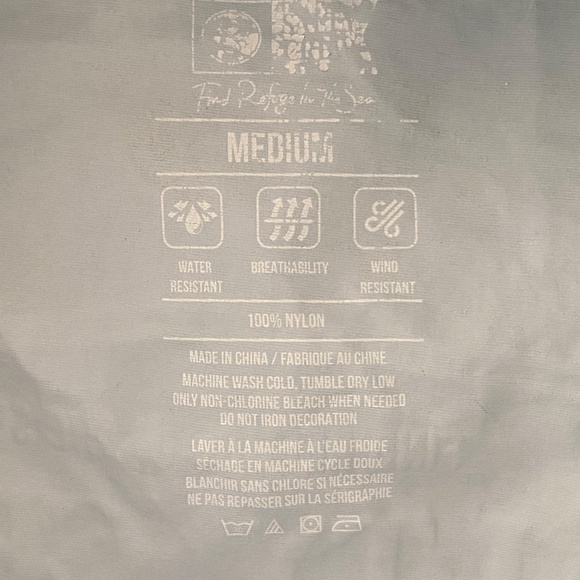 Find Refuge In The Sea
MEDIUM
WATER RESISTANT
BREATHABILITY
WIND RESISTANT
100% NYLON
MADE IN CHINA / FABRIQUE AU CHINE
MACHINE WASH COLD, TUMBLE DRY LOW
ONLY NON-CHLORINE BLEACH WHEN NEEDED
DO NOT IRON DECORATION
LAVER À LA MACHINE À L'EAU FROIDE
SÉCHAGE EN MACHINE CYCLE DOUX
BLANCHIR SANS CHLORE SI NÉCESSAIRE
NE PAS REPASSER SUR LA SÉRIGRAPHIE